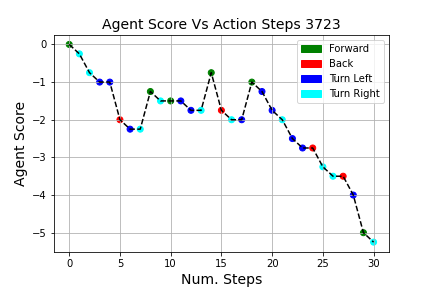 Agent Score Vs Action Steps 3723
Forward
Back
Turn Left
Turn Right
Agent Score
0
−1
−2
−3
−4
−5
0 5 10 15 20 25 30
Num. Steps